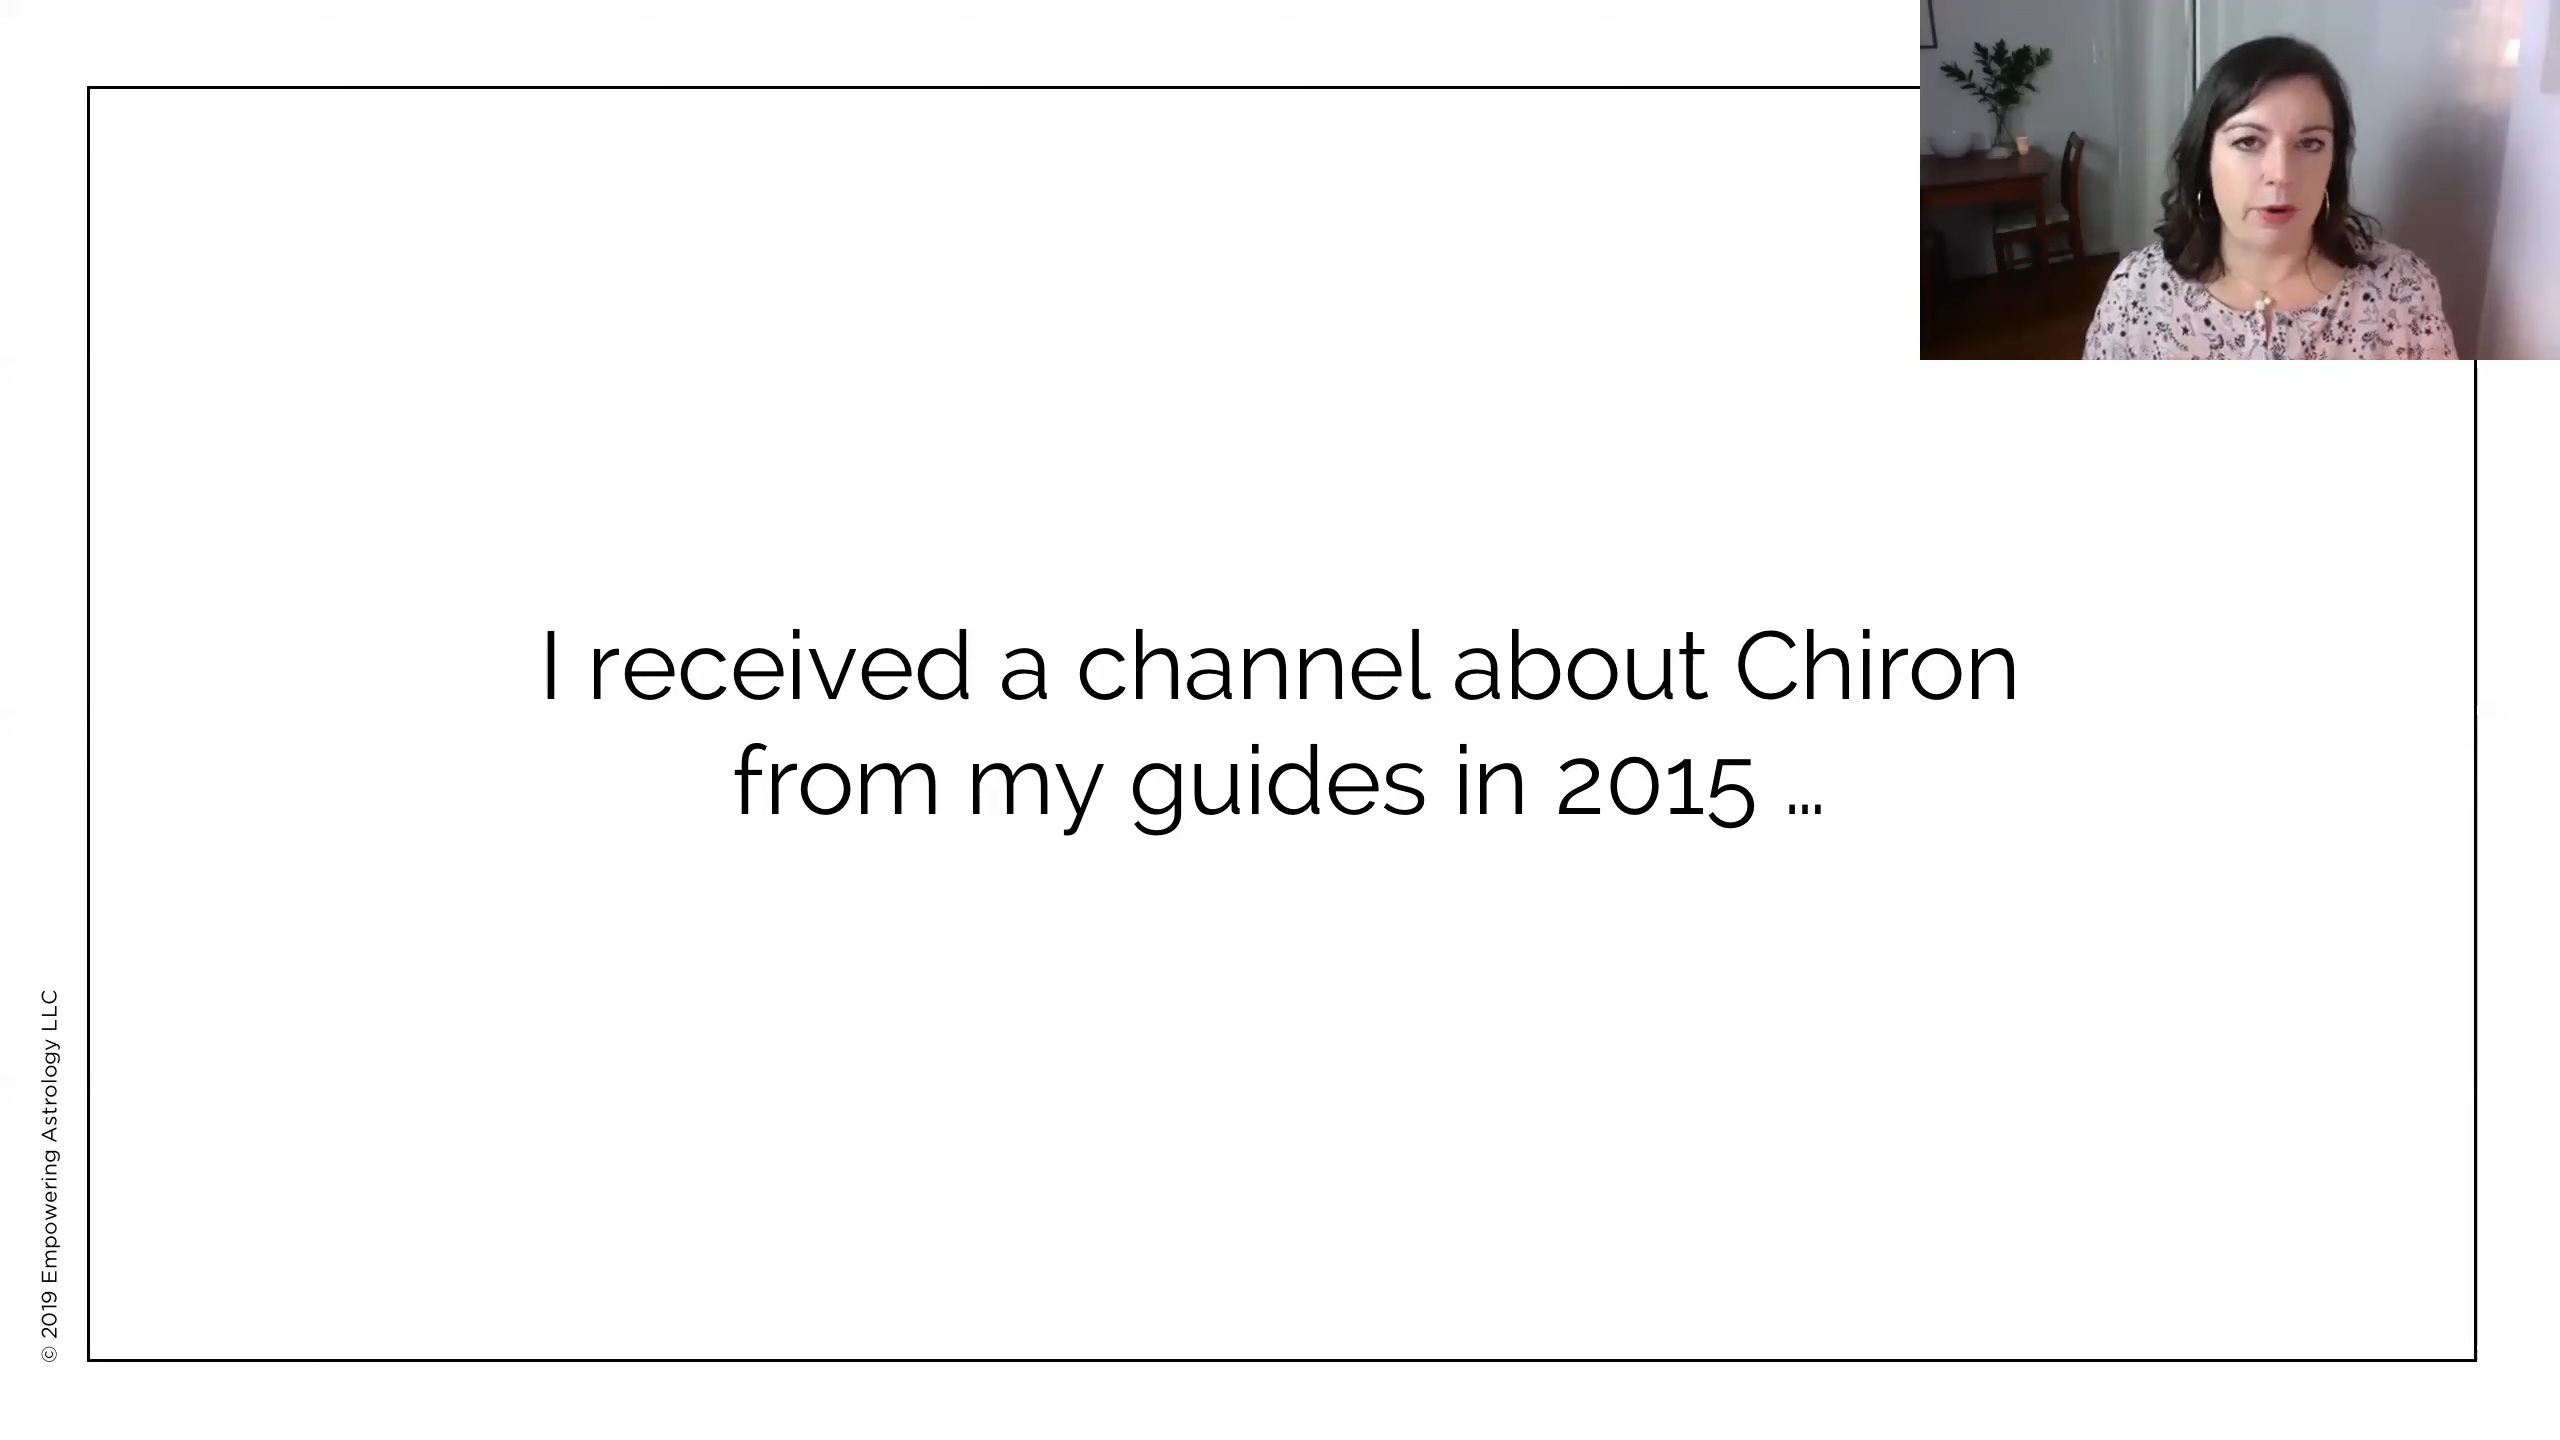 I received a channel about Chiron
from my guides in 2015 ...
© 2019 Empowering Astrology LLC